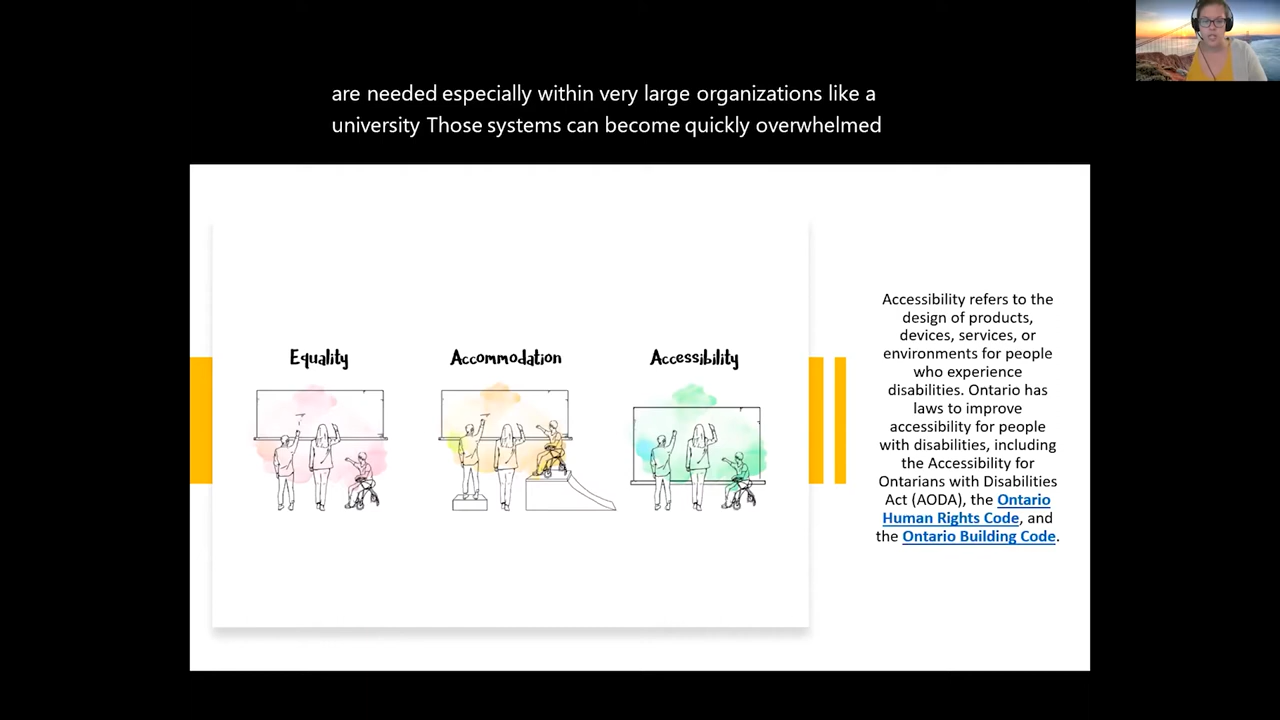 are needed especially within very large organizations like a
university Those systems can become quickly overwhelmed
Equality
Accommodation
Accessibility
Accessibility refers to the
design of products,
devices, services, or
environments for people
who experience
disabilities. Ontario has
laws to improve
accessibility for people
with disabilities, including
the Accessibility for
Ontarians with Disabilities
Act (AODA), the Ontario
Human Rights Code, and
the Ontario Building Code.